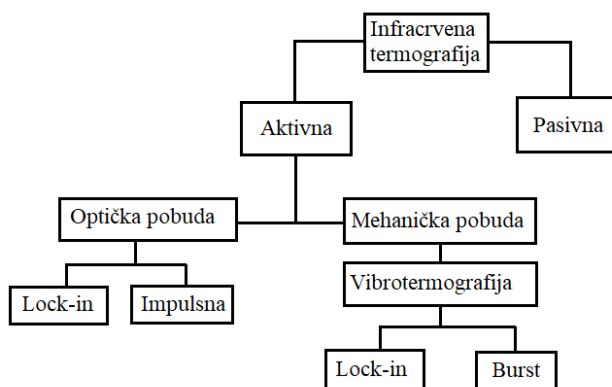 Infracrvena
termografija
Aktivna
Pasivna
Optička pobuda
Mehanička pobuda
Lock-in
Impulsna
Vibrotermografija
Lock-in
Burst